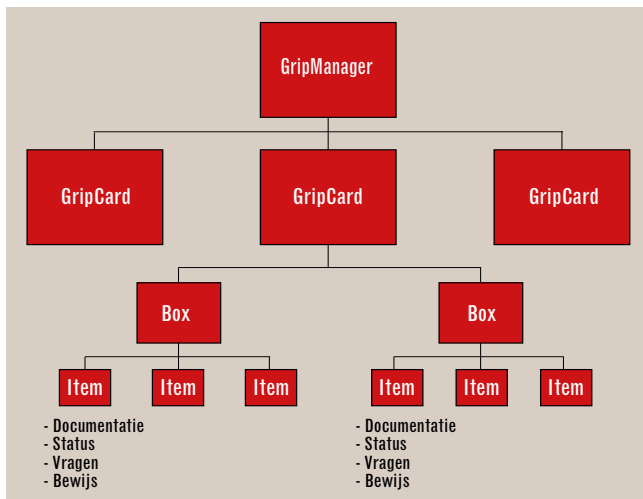 GripManager
GripCard GripCard GripCard
Box Box
Item Item Item Item Item Item
- Documentatie - Documentatie
- Status - Status
- Vragen - Vragen
- Bewijs - Bewijs